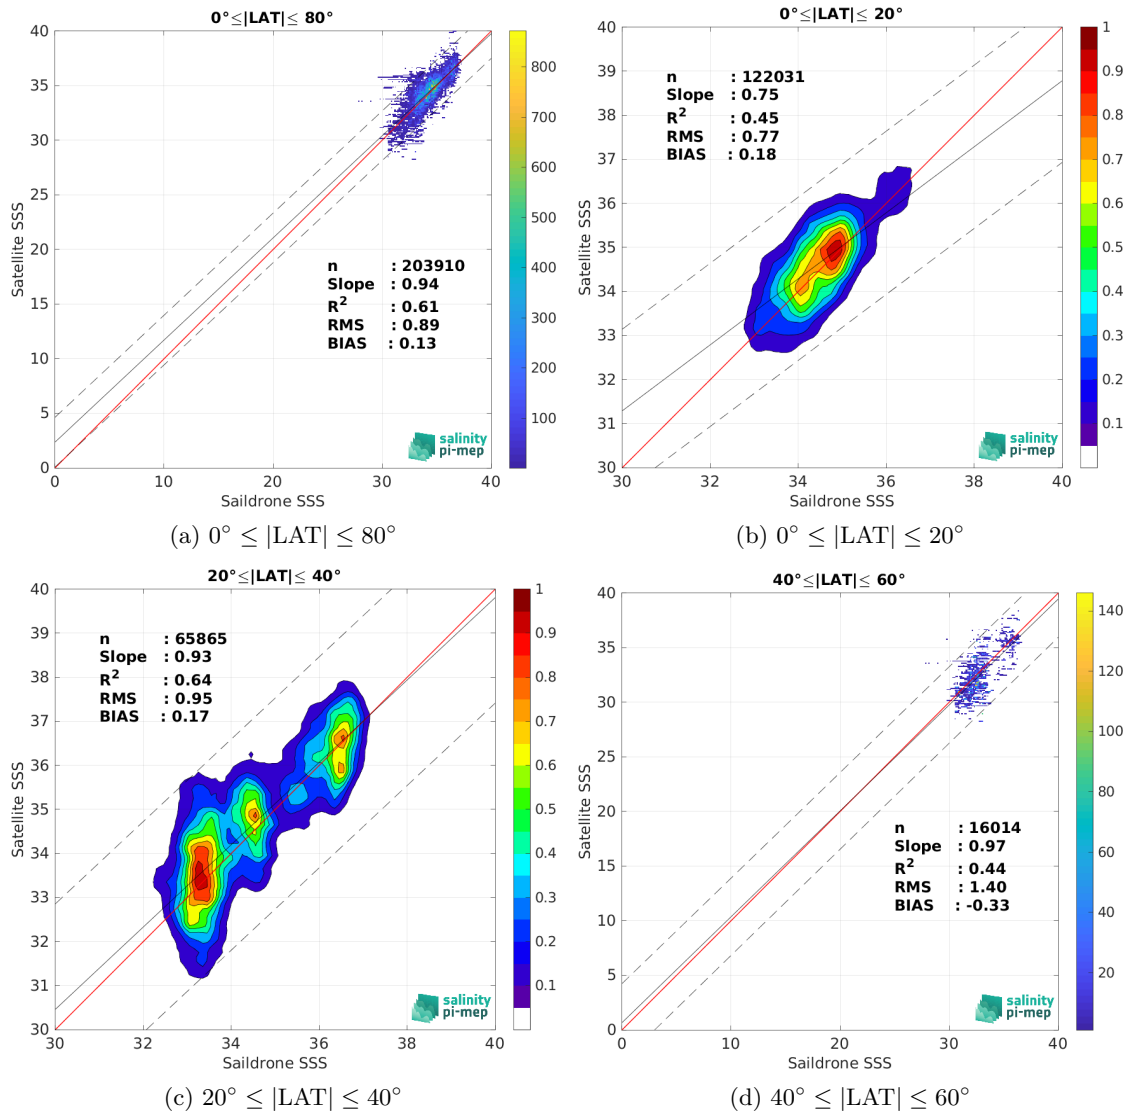 0°≤|LAT|≤ 80°
40
35
30
25
20
15
10
5
0
0
10
20
30
40
Satellite SSS
Saildrone SSS
n : 203910
Slope : 0.94
R² : 0.61
RMS : 0.89
BIAS : 0.13
salinity
pi-mep
800
700
600
500
400
300
200
100
(a) 0° ≤ |LAT| ≤ 80°
0°≤|LAT|≤ 20°
40
39
38
37
36
35
34
33
32
31
30
30
32
34
36
38
40
Satellite SSS
Saildrone SSS
n : 122031
Slope : 0.75
R² : 0.45
RMS : 0.77
BIAS : 0.18
salinity
pi-mep
1
0.9
0.8
0.7
0.6
0.5
0.4
0.3
0.2
0.1
(b) 0° ≤ |LAT| ≤ 20°
20°≤|LAT|≤ 40°
40
39
38
37
36
35
34
33
32
31
30
30
32
34
36
38
40
Satellite SSS
Saildrone SSS
n : 65865
Slope : 0.93
R² : 0.64
RMS : 0.95
BIAS : 0.17
salinity
pi-mep
1
0.9
0.8
0.7
0.6
0.5
0.4
0.3
0.2
0.1
(c) 20° ≤ |LAT| ≤ 40°
40°≤|LAT|≤ 60°
40
35
30
25
20
15
10
5
0
0
10
20
30
40
Satellite SSS
Saildrone SSS
n : 16014
Slope : 0.97
R² : 0.44
RMS : 1.40
BIAS : -0.33
salinity
pi-mep
140
120
100
80
60
40
20
(d) 40° ≤ |LAT| ≤ 60°